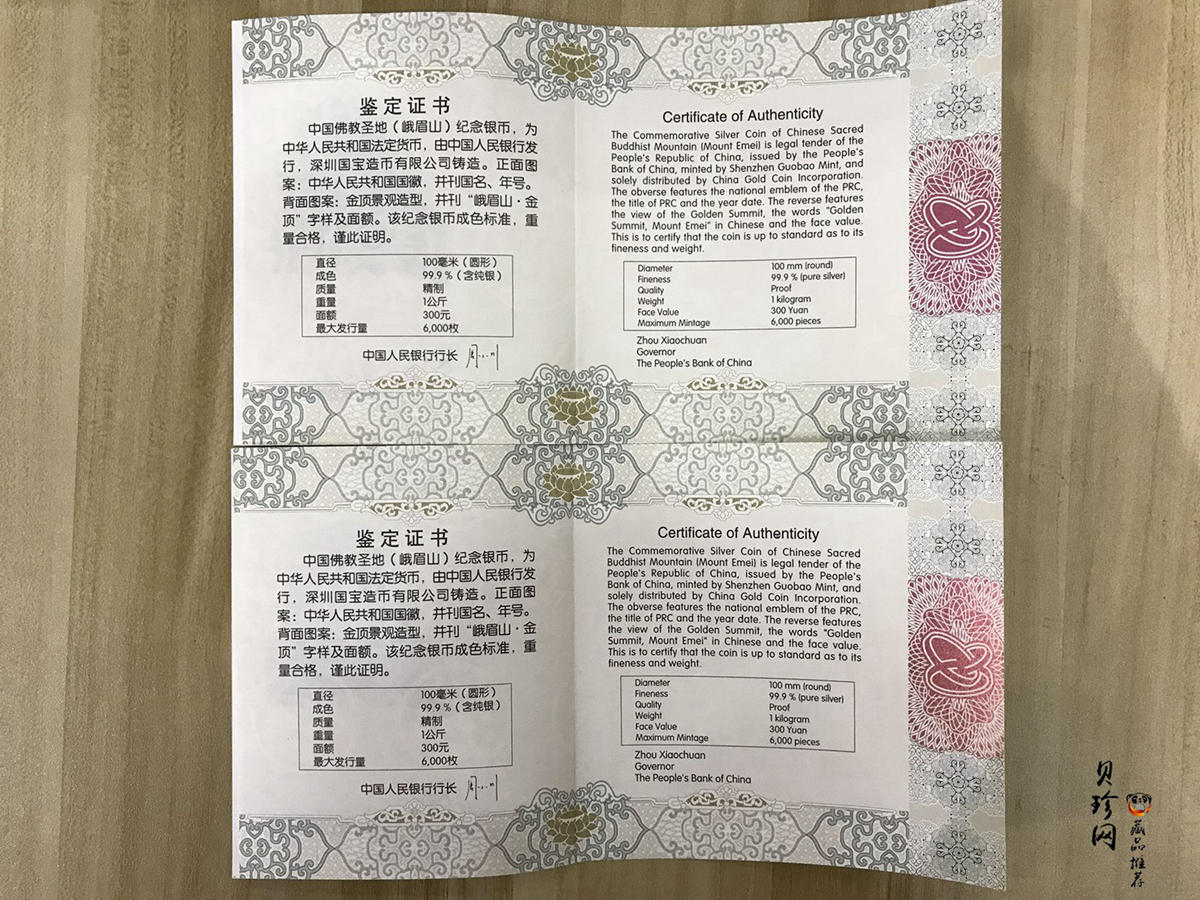 鉴定证书
中国佛教圣地（峨眉山）纪念银币，为
中华人民共和国法定货币，由中国人民银行发
行，深圳国宝造币有限公司铸造。正面图
案：中华人民共和国国徽，并刊国名、年号。
背面图案：金顶景观造型，并刊“峨眉山·金
顶”字样及面额。该纪念银币成色标准，重
量合格，谨此证明。
直径 100毫米（圆形）
成色 99.9％（含纯银）
质量 精制
重量 1公斤
面额 300元
最大发行量 6,000枚
中国人民银行行长
Certificate of Authenticity
The Commemorative Silver Coin of Chinese Sacred
Buddhist Mountain (Mount Emei) is legal tender of the
People's Republic of China, issued by the People's
Bank of China, minted by Shenzhen Guobao Mint, and
solely distributed by China Gold Coin Incorporation.
The obverse features the national emblem of the PRC,
the title of PRC and the year date. The reverse features
the view of the Golden Summit, the words "Golden
Summit, Mount Emei" in Chinese and the face value.
This is to certify that the coin is up to standard as to its
fineness and weight.
Diameter 100 mm (round)
Fineness 99.9 % (pure silver)
Quality Proof
Weight 1 kilogram
Face Value 300 Yuan
Maximum Mintage 6,000 pieces
Zhou Xiaochuan
Governor
The People's Bank of China
鉴定证书
中国佛教圣地（峨眉山）纪念银币，为
中华人民共和国法定货币，由中国人民银行发
行，深圳国宝造币有限公司铸造。正面图
案：中华人民共和国国徽，并刊国名、年号。
背面图案：金顶景观造型，并刊“峨眉山·金
顶”字样及面额。该纪念银币成色标准，重
量合格，谨此证明。
直径 100毫米（圆形）
成色 99.9％（含纯银）
质量 精制
重量 1公斤
面额 300元
最大发行量 6,000枚
中国人民银行行长
Certificate of Authenticity
The Commemorative Silver Coin of Chinese Sacred
Buddhist Mountain (Mount Emei) is legal tender of the
People's Republic of China, issued by the People's
Bank of China, minted by Shenzhen Guobao Mint, and
solely distributed by China Gold Coin Incorporation.
The obverse features the national emblem of the PRC,
the title of PRC and the year date. The reverse features
the view of the Golden Summit, the words "Golden
Summit, Mount Emei" in Chinese and the face value.
This is to certify that the coin is up to standard as to its
fineness and weight.
Diameter 100 mm (round)
Fineness 99.9 % (pure silver)
Quality Proof
Weight 1 kilogram
Face Value 300 Yuan
Maximum Mintage 6,000 pieces
Zhou Xiaochuan
Governor
The People's Bank of China
贝珍网
藏品推荐